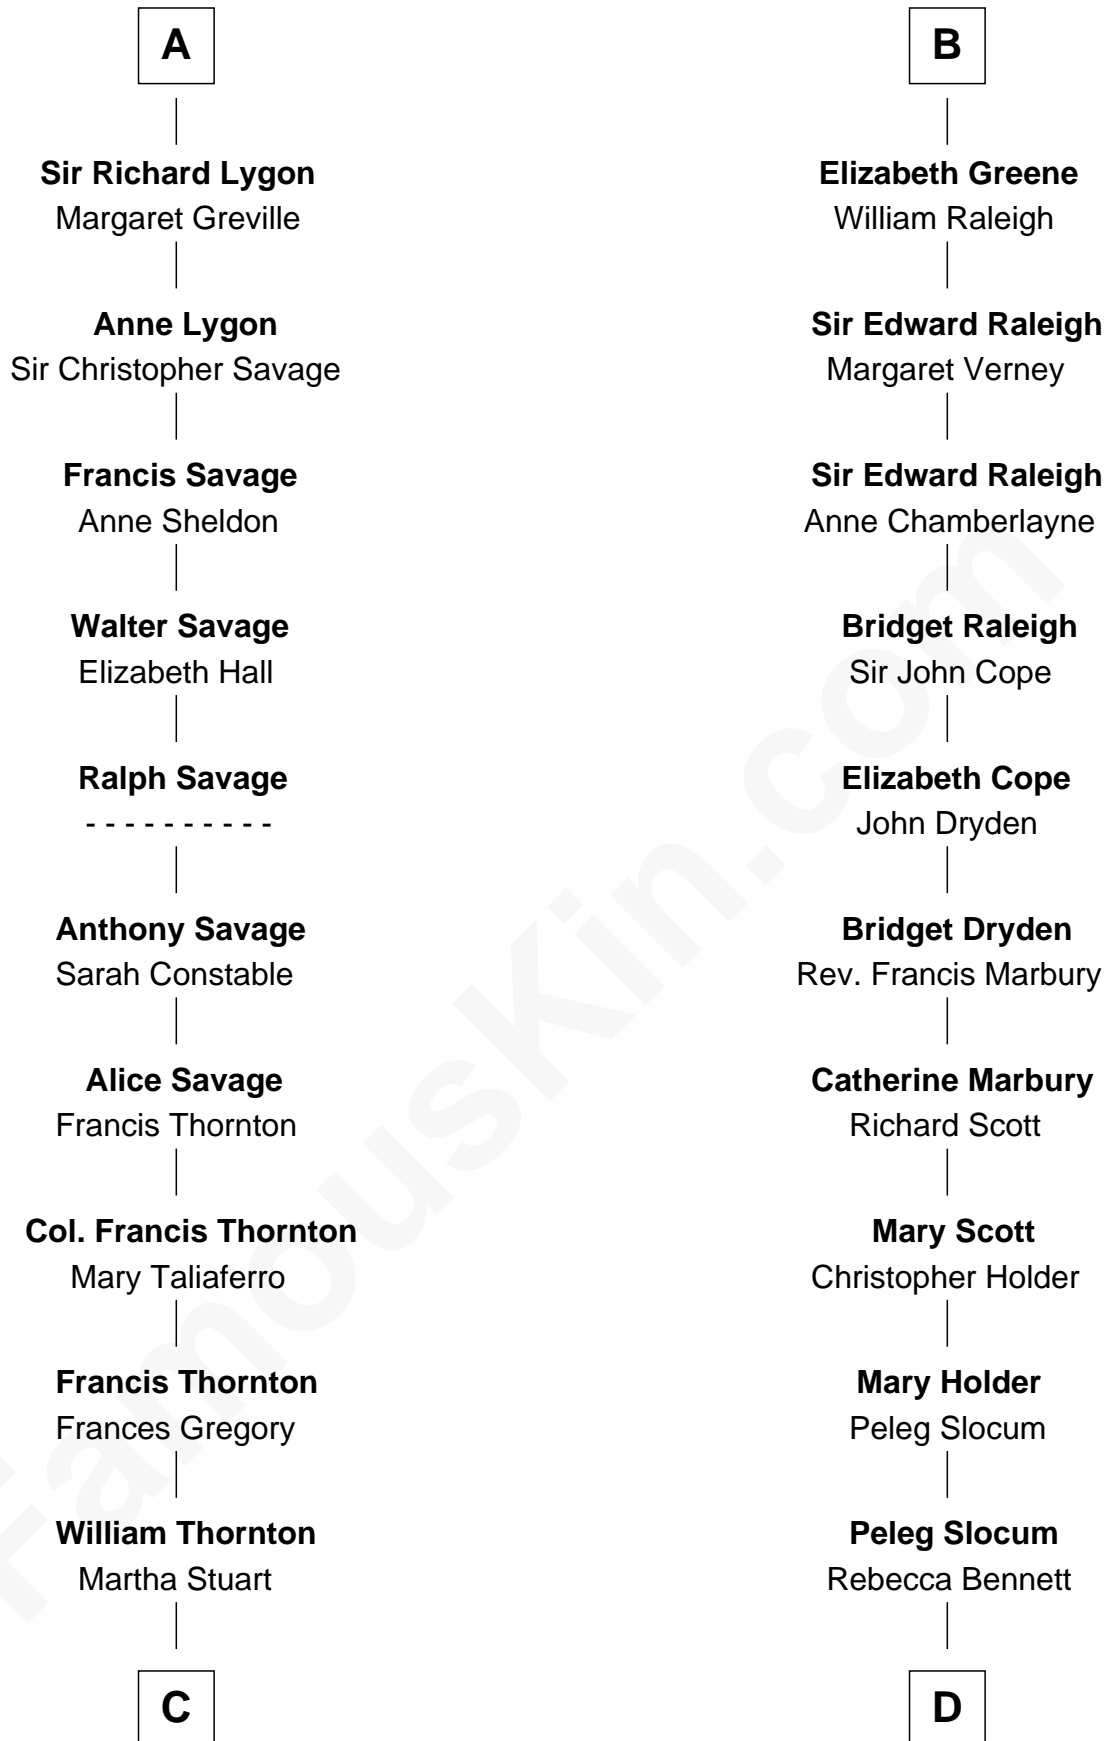 A
Sir Richard Lygon
Margaret Greville
Anne Lygon
Sir Christopher Savage
Francis Savage
Anne Sheldon
Walter Savage
Elizabeth Hall
Ralph Savage
- - - - - - - - - -
Anthony Savage
Sarah Constable
Alice Savage
Francis Thornton
Col. Francis Thornton
Mary Taliaferro
Francis Thornton
Frances Gregory
William Thornton
Martha Stuart
C
B
Elizabeth Greene
William Raleigh
Sir Edward Raleigh
Margaret Verney
Sir Edward Raleigh
Anne Chamberlayne
Bridget Raleigh
Sir John Cope
Elizabeth Cope
John Dryden
Bridget Dryden
Rev. Francis Marbury
Catherine Marbury
Richard Scott
Mary Scott
Christopher Holder
Mary Holder
Peleg Slocum
Peleg Slocum
Rebecca Bennett
D
FamousKin.com